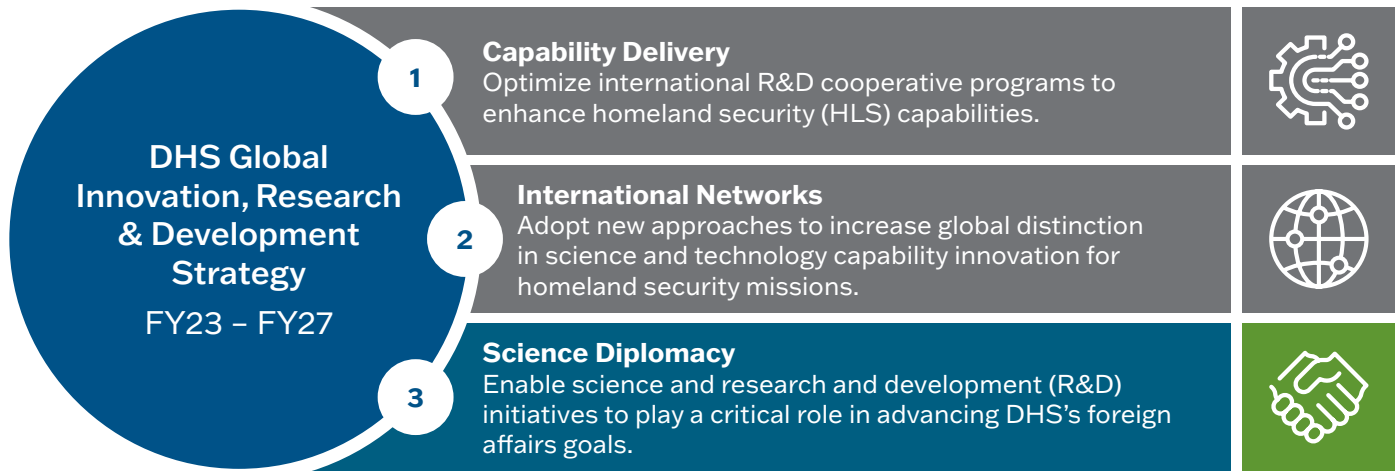 DHS Global
Innovation, Research
& Development
Strategy
FY23 – FY27
1
Capability Delivery
Optimize international R&D cooperative programs to
enhance homeland security (HLS) capabilities.
2
International Networks
Adopt new approaches to increase global distinction
in science and technology capability innovation for
homeland security missions.
3
Science Diplomacy
Enable science and research and development (R&D)
initiatives to play a critical role in advancing DHS’s foreign
affairs goals.